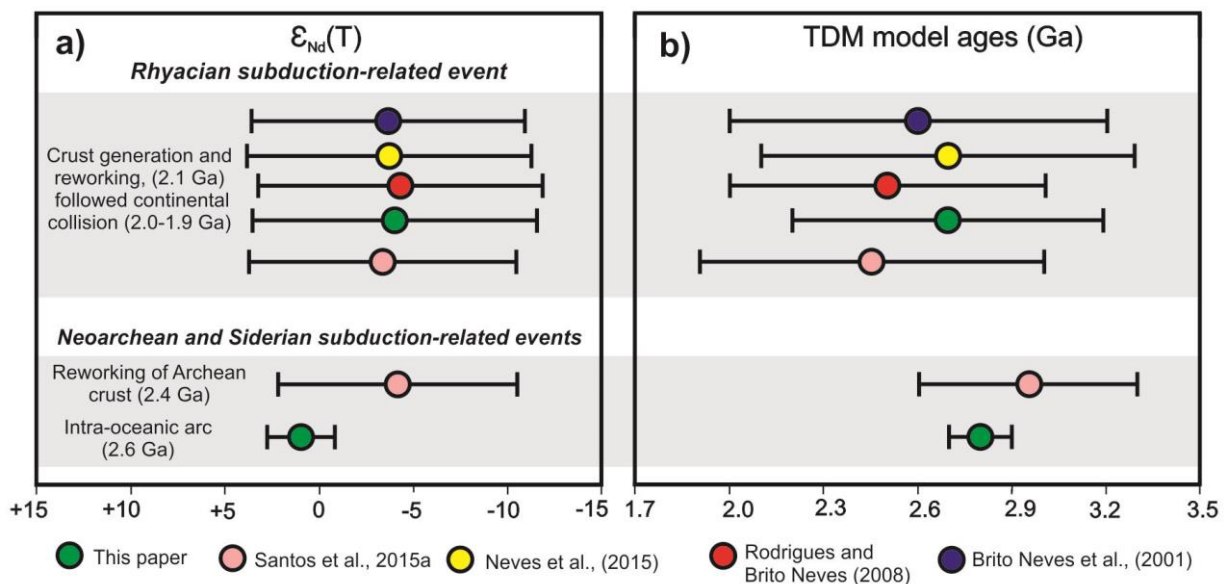 a)
ƐNd(T)
Rhyacian subduction-related event
Crust generation and
reworking, (2.1 Ga)
followed continental
collision (2.0-1.9 Ga)
Neoarchean and Siderian subduction-related events
Reworking of Archean
crust (2.4 Ga)
Intra-oceanic arc
(2.6 Ga)
+15 +10 +5 0 -5 -10 -15
b)
TDM model ages (Ga)
1.7 2.0 2.3 2.6 2.9 3.2 3.5
This paper
Santos et al., 2015a
Neves et al., (2015)
Rodrigues and
Brito Neves (2008)
Brito Neves et al., (2001)